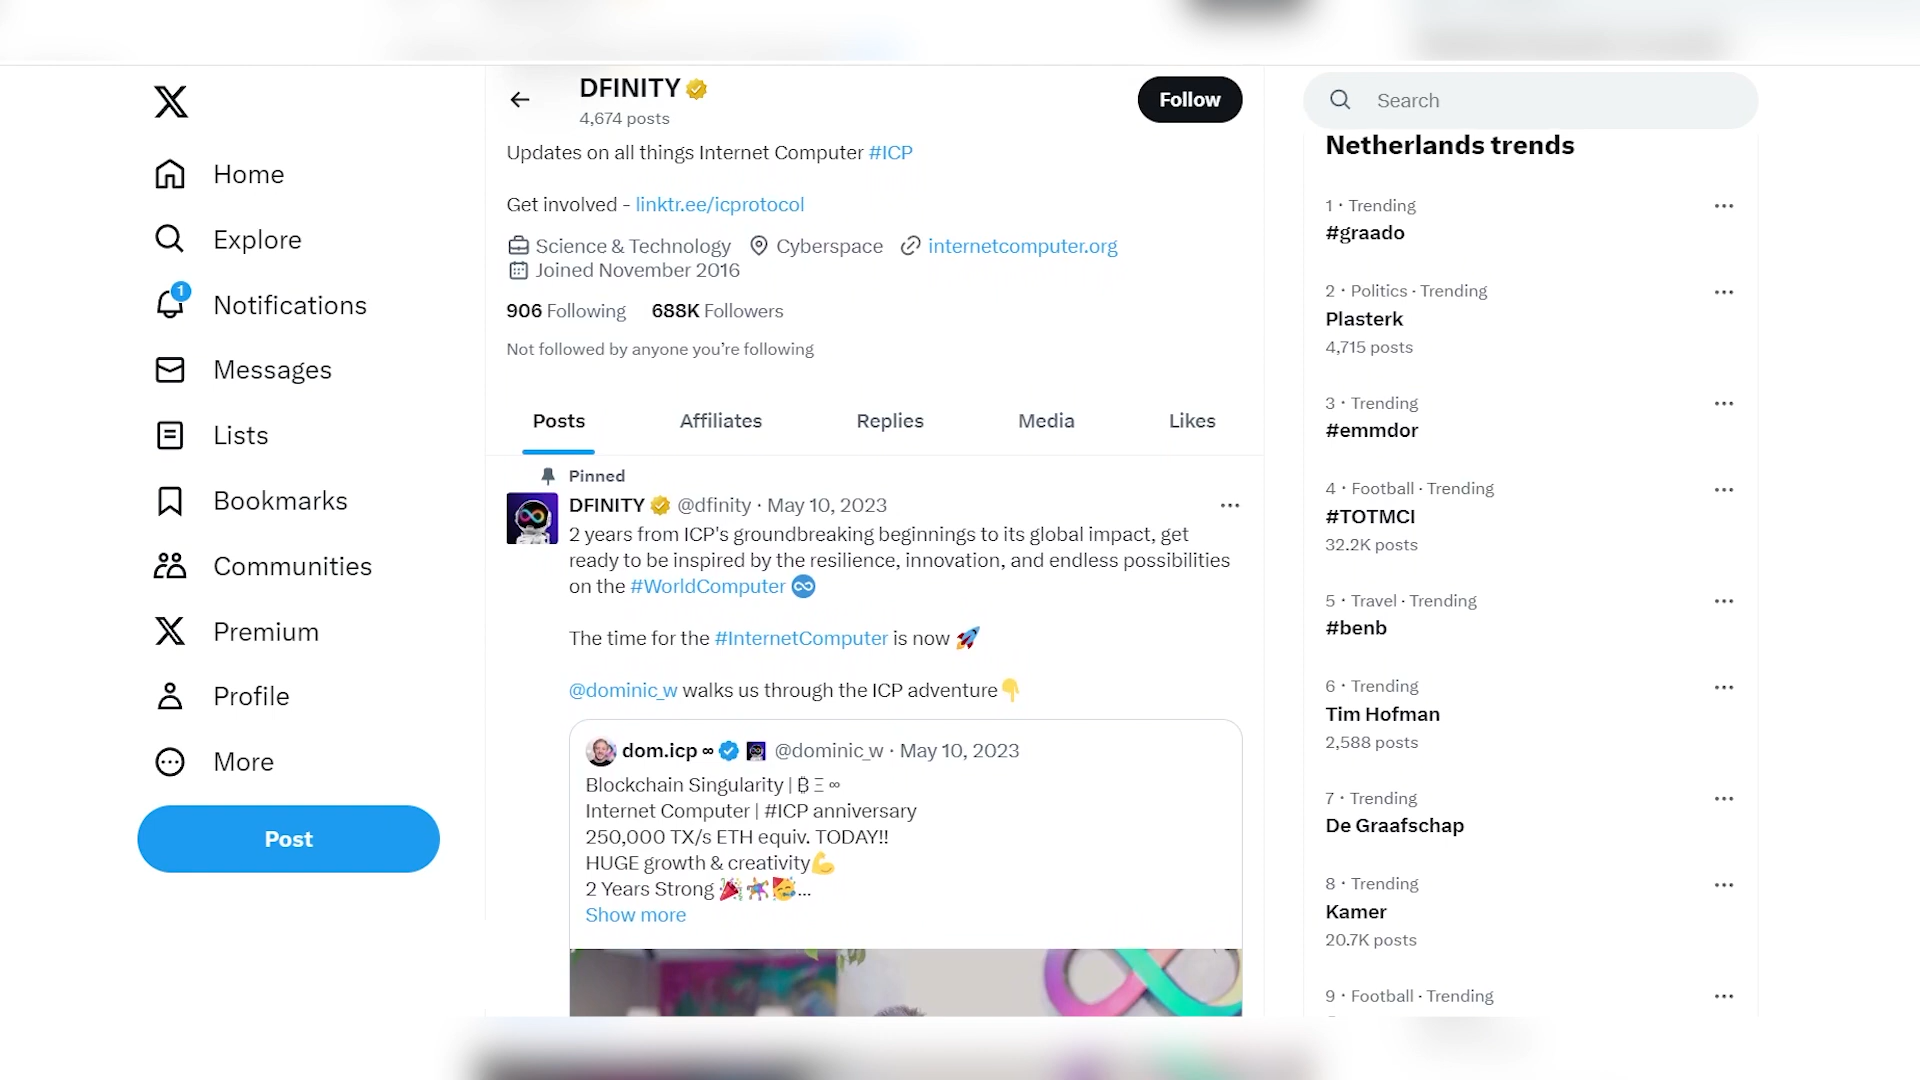 Home
Explore
1
Notifications
Messages
Lists
Bookmarks
Communities
Premium
Profile
More
Post
DFINITY
4,674 posts
Follow
Updates on all things Internet Computer #ICP
Get involved - linktr.ee/icprotocol
Science & Technology Cyberspace internetcomputer.org
Joined November 2016
906 Following 688K Followers
Not followed by anyone you’re following
Posts Affiliates Replies Media Likes
Pinned
DFINITY @dfinity · May 10, 2023
2 years from ICP's groundbreaking beginnings to its global impact, get
ready to be inspired by the resilience, innovation, and endless possibilities
on the #WorldComputer ♾️
The time for the #InternetComputer is now 🚀
@dominic_w walks us through the ICP adventure👇
dom.icp ∞ @dominic_w · May 10, 2023
Blockchain Singularity | ₿ Ξ ∞
Internet Computer | #ICP anniversary
250,000 TX/s ETH equiv. TODAY!!
HUGE growth & creativity💪
2 Years Strong 🎉🪅🥳...
Show more
Search
Netherlands trends
1 · Trending
#graado
2 · Politics · Trending
Plasterk
4,715 posts
3 · Trending
#emmdor
4 · Football · Trending
#TOTMCI
32.2K posts
5 · Travel · Trending
#benb
6 · Trending
Tim Hofman
2,588 posts
7 · Trending
De Graafschap
8 · Trending
Kamer
20.7K posts
9 · Football · Trending